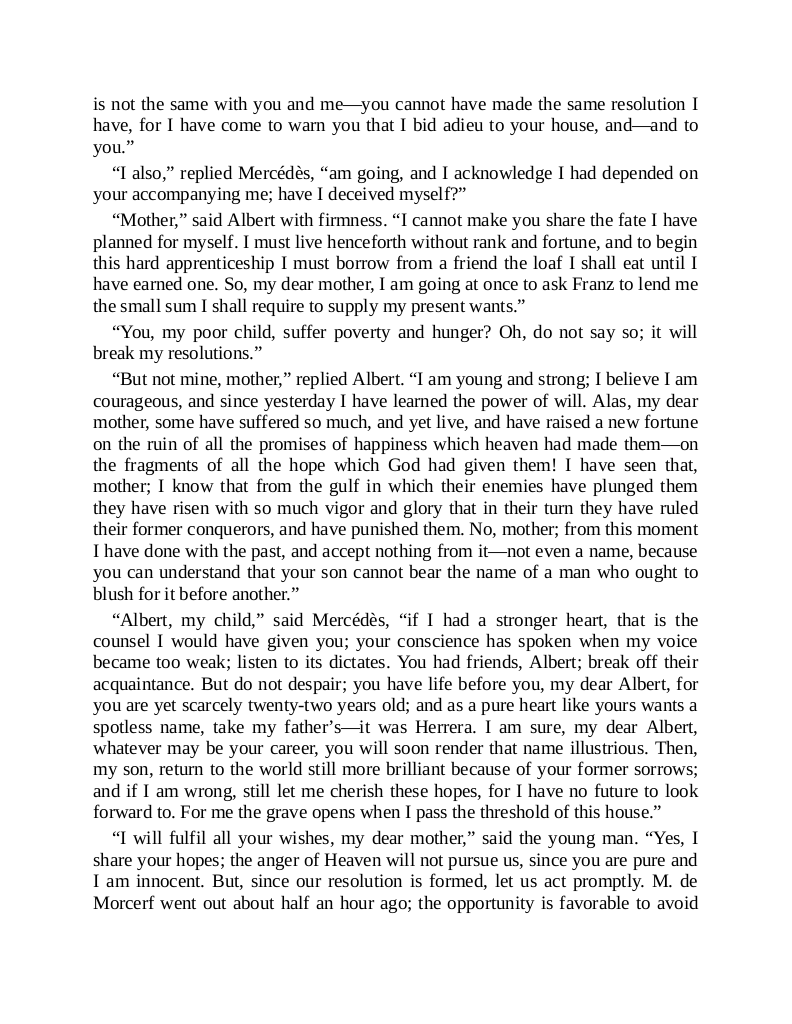 is not the same with you and me—you cannot have made the same resolution I
have, for I have come to warn you that I bid adieu to your house, and—and to
you.”
“I also,” replied Mercédès, “am going, and I acknowledge I had depended on
your accompanying me; have I deceived myself?”
“Mother,” said Albert with firmness. “I cannot make you share the fate I have
planned for myself. I must live henceforth without rank and fortune, and to begin
this hard apprenticeship I must borrow from a friend the loaf I shall eat until I
have earned one. So, my dear mother, I am going at once to ask Franz to lend me
the small sum I shall require to supply my present wants.”
“You, my poor child, suffer poverty and hunger? Oh, do not say so; it will
break my resolutions.”
“But not mine, mother,” replied Albert. “I am young and strong; I believe I am
courageous, and since yesterday I have learned the power of will. Alas, my dear
mother, some have suffered so much, and yet live, and have raised a new fortune
on the ruin of all the promises of happiness which heaven had made them—on
the fragments of all the hope which God had given them! I have seen that,
mother; I know that from the gulf in which their enemies have plunged them
they have risen with so much vigor and glory that in their turn they have ruled
their former conquerors, and have punished them. No, mother; from this moment
I have done with the past, and accept nothing from it—not even a name, because
you can understand that your son cannot bear the name of a man who ought to
blush for it before another.”
“Albert, my child,” said Mercédès, “if I had a stronger heart, that is the
counsel I would have given you; your conscience has spoken when my voice
became too weak; listen to its dictates. You had friends, Albert; break off their
acquaintance. But do not despair; you have life before you, my dear Albert, for
you are yet scarcely twenty-two years old; and as a pure heart like yours wants a
spotless name, take my father’s—it was Herrera. I am sure, my dear Albert,
whatever may be your career, you will soon render that name illustrious. Then,
my son, return to the world still more brilliant because of your former sorrows;
and if I am wrong, still let me cherish these hopes, for I have no future to look
forward to. For me the grave opens when I pass the threshold of this house.”
“I will fulfil all your wishes, my dear mother,” said the young man. “Yes, I
share your hopes; the anger of Heaven will not pursue us, since you are pure and
I am innocent. But, since our resolution is formed, let us act promptly. M. de
Morcerf went out about half an hour ago; the opportunity is favorable to avoid